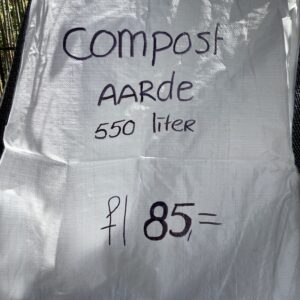 COMPOST
AARde
550 liter
fl 85,=